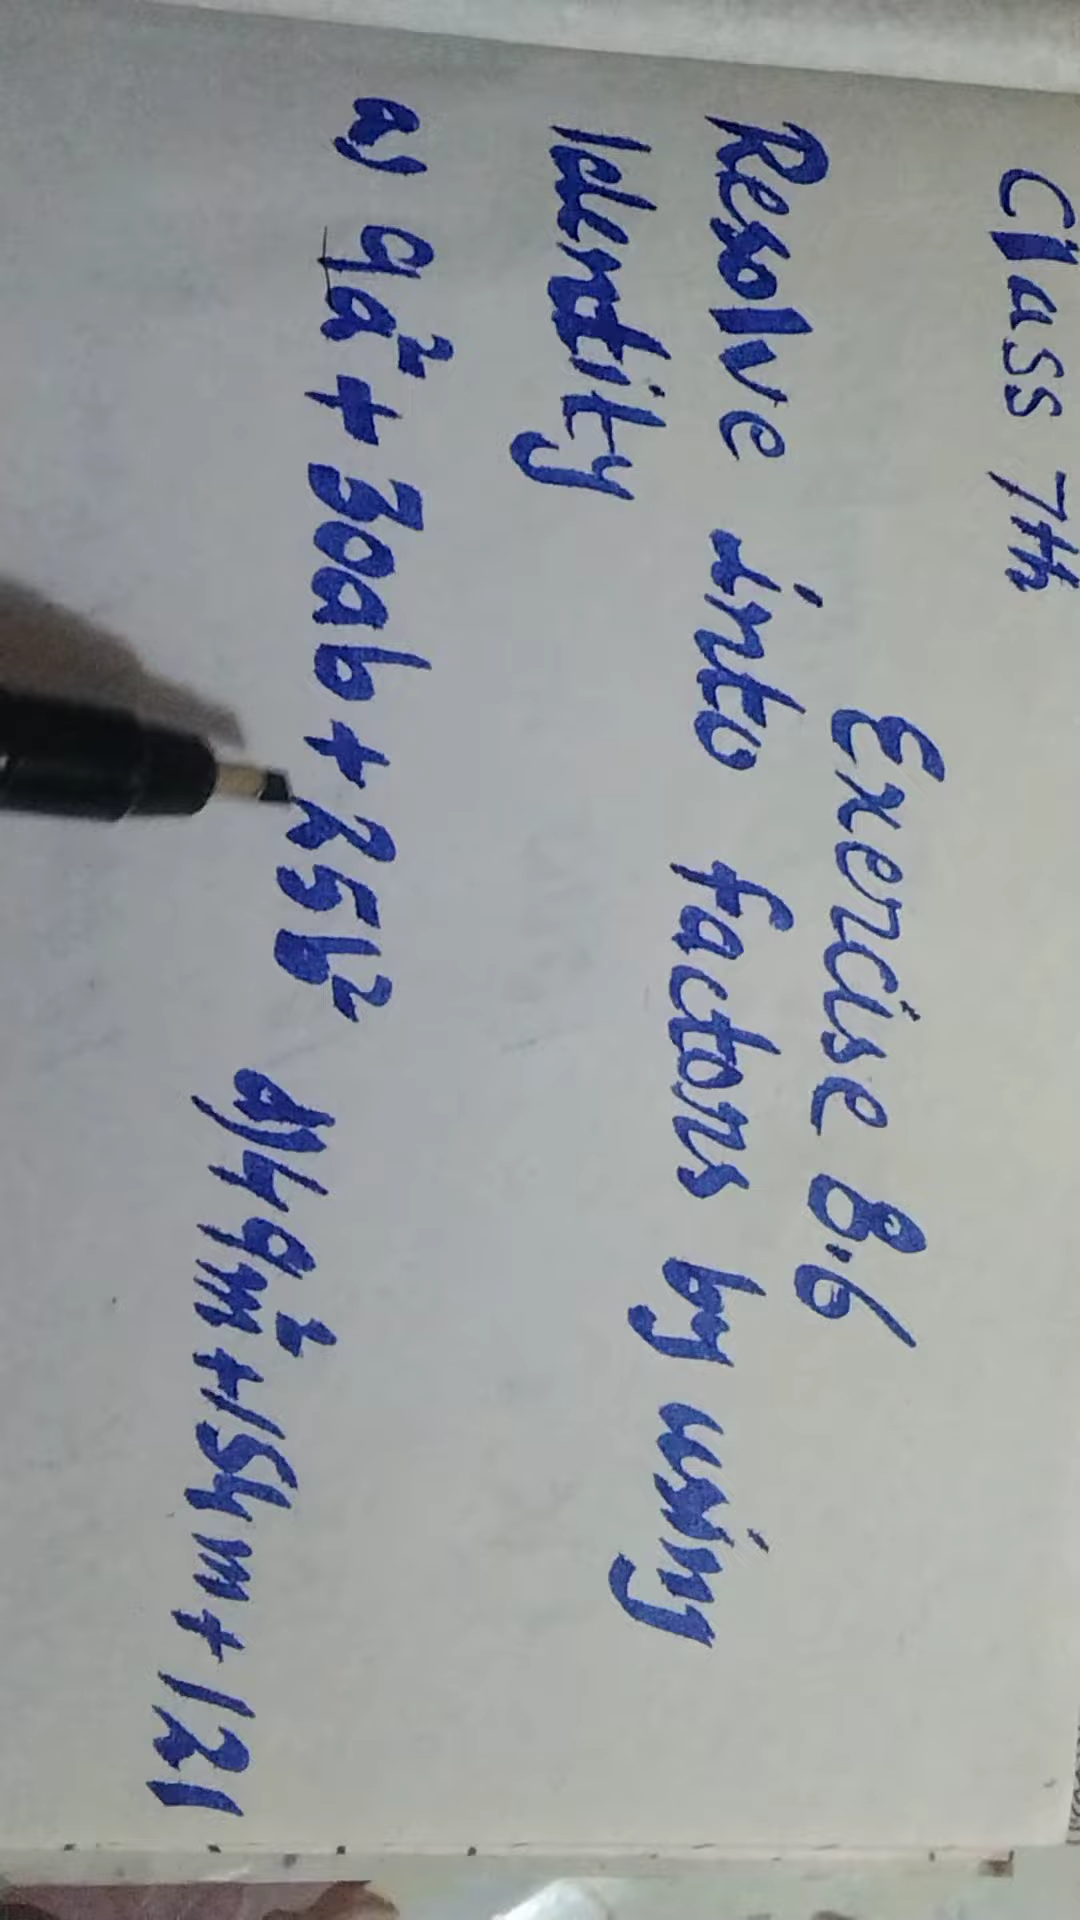 Class 7th
Exercise 8.6
Resolve into factors by using
Identity
a) 9a²+30ab+25b² d) 49m²+154m+121